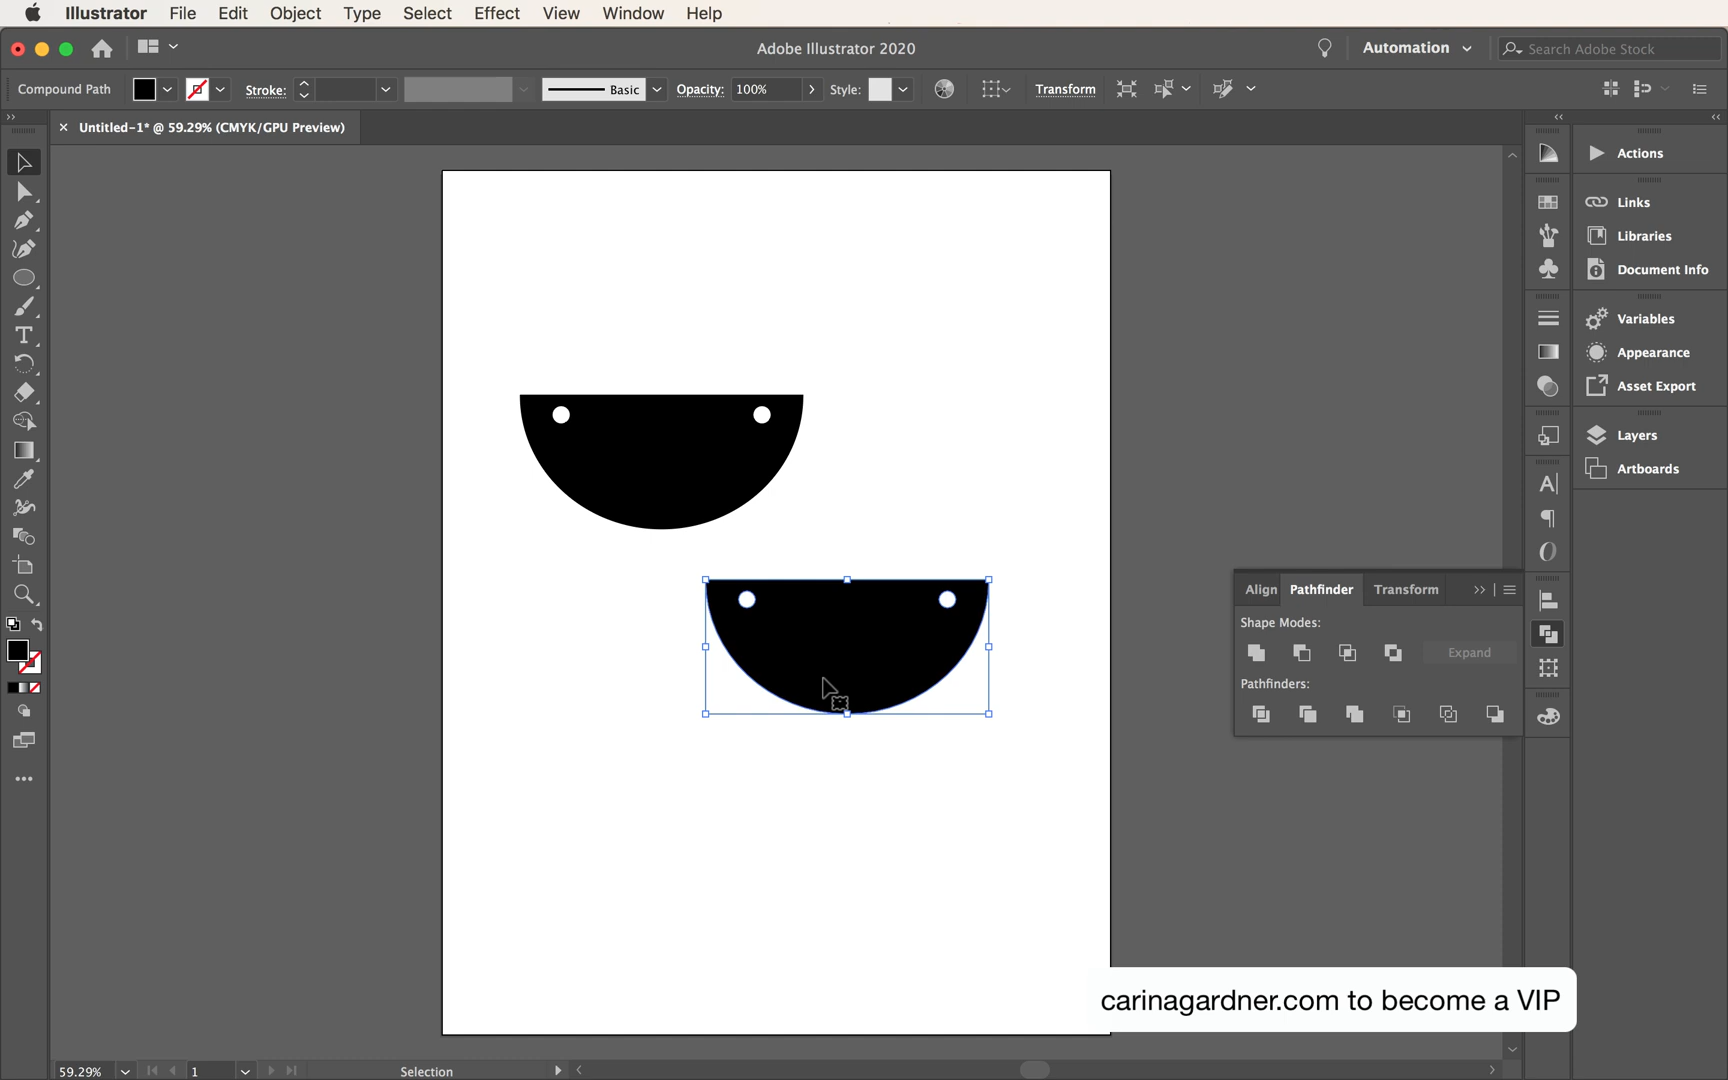 Illustrator File Edit Object Type Select Effect View Window Help
Adobe Illustrator 2020
Automation
Search Adobe Stock
Compound Path
Stroke:
Basic
Opacity: 100%
Style:
Transform
Untitled-1* @ 59.29% (CMYK/GPU Preview)
Actions
Links
Libraries
Document Info
Variables
Appearance
Asset Export
Layers
Artboards
Align Pathfinder Transform
Shape Modes:
Expand
Pathfinders:
carinagardner.com to become a VIP
59.29%
1
Selection